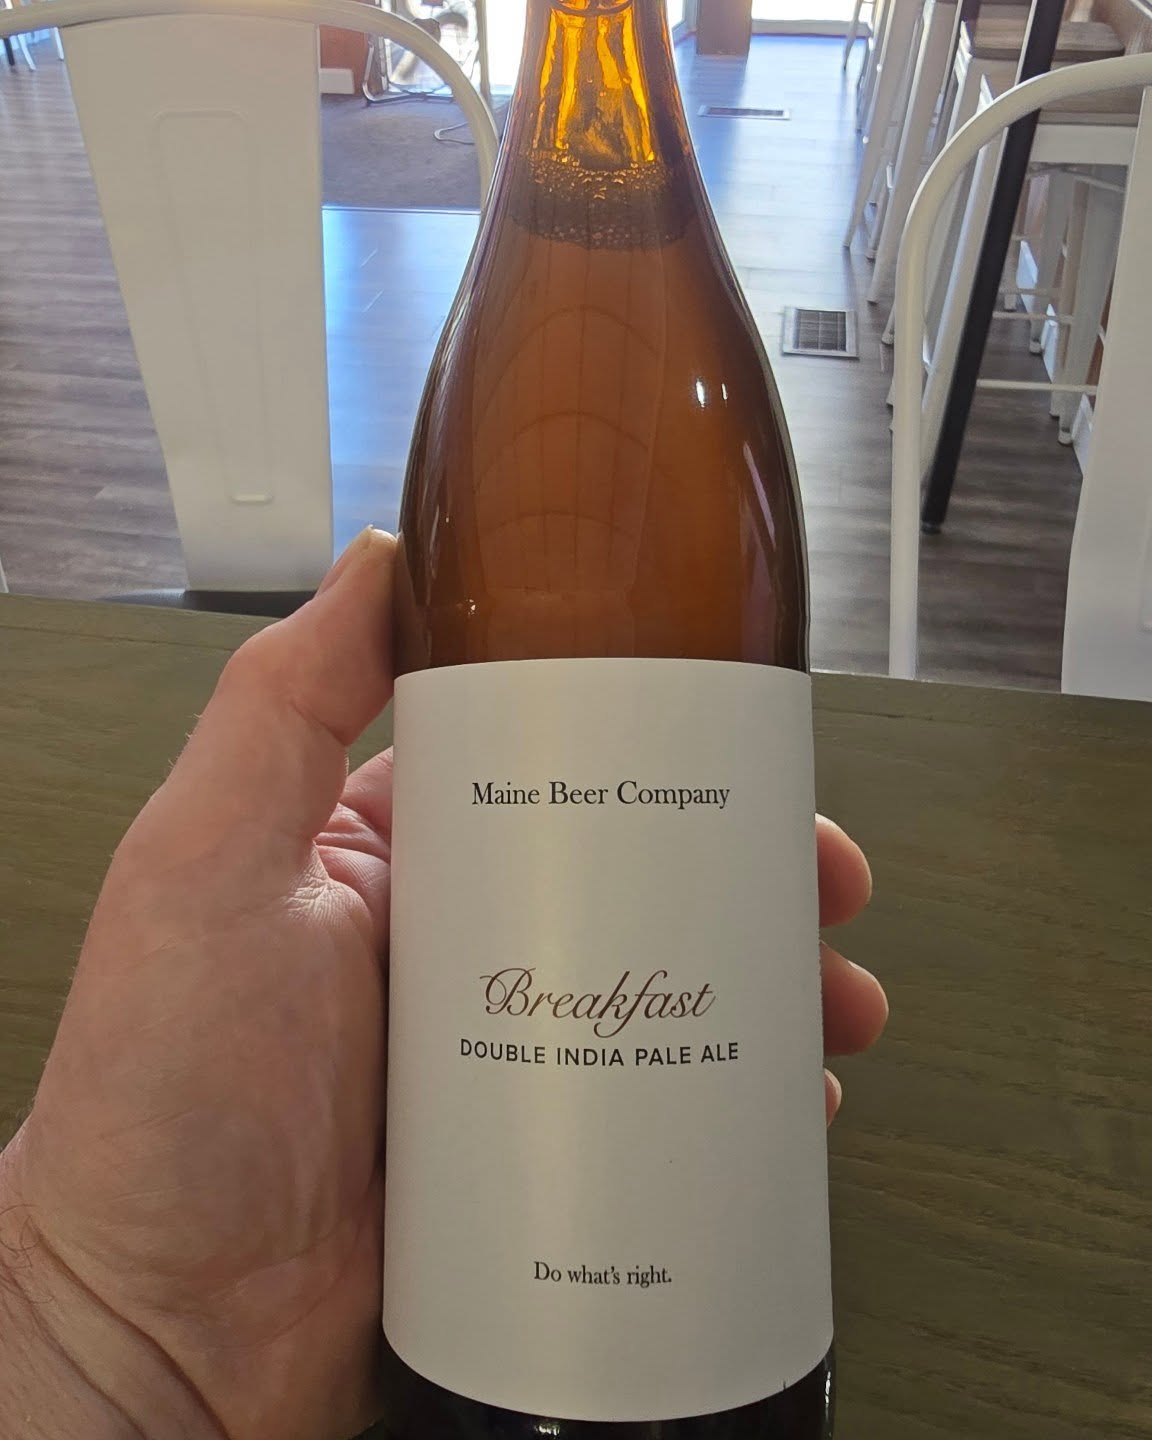 Maine Beer Company
Breakfast
DOUBLE INDIA PALE ALE
Do what's right.